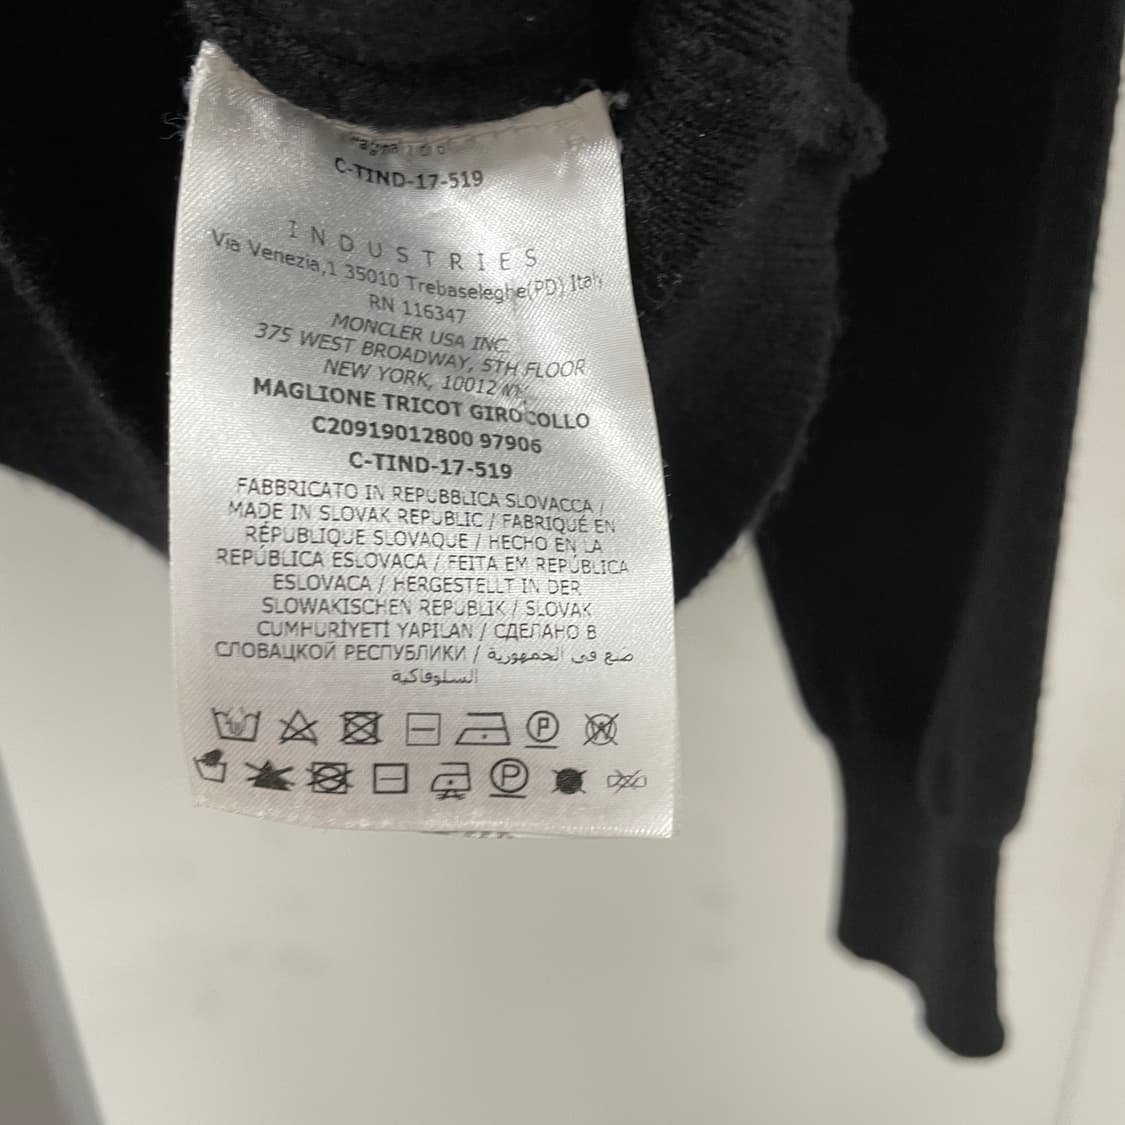 C-TIND-17-519
INDUSTRIES
Via Venezia,1 35010 Trebaseleghe(PD) Italy
RN 116347
MONCLER USA INC.
375 WEST BROADWAY, 5TH FLOOR
NEW YORK, 10012 NY.
MAGLIONE TRICOT GIROCOLLO
C20919012800 97906
C-TIND-17-519
FABBRICATO IN REPUBBLICA SLOVACCA /
MADE IN SLOVAK REPUBLIC / FABRIQUÉ EN
RÉPUBLIQUE SLOVAQUE / HECHO EN LA
REPÚBLICA ESLOVACA / FEITA EM REPÚBLICA
ESLOVACA / HERGESTELLT IN DER
SLOWAKISCHEN REPUBLIK / SLOVAK
CUMHURİYETİ YAPILAN / СДЕЛАНО В
СЛОВАЦКОЙ РЕСПУБЛИКИ / صنع في الجمهورية
السلوفاكية
P W
P